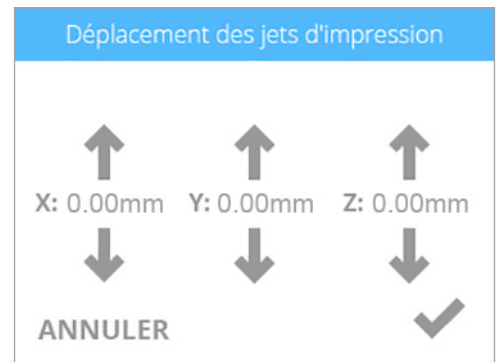 Déplacement des jets d'impression
X: 0.00mm Y: 0.00mm Z: 0.00mm
ANNULER